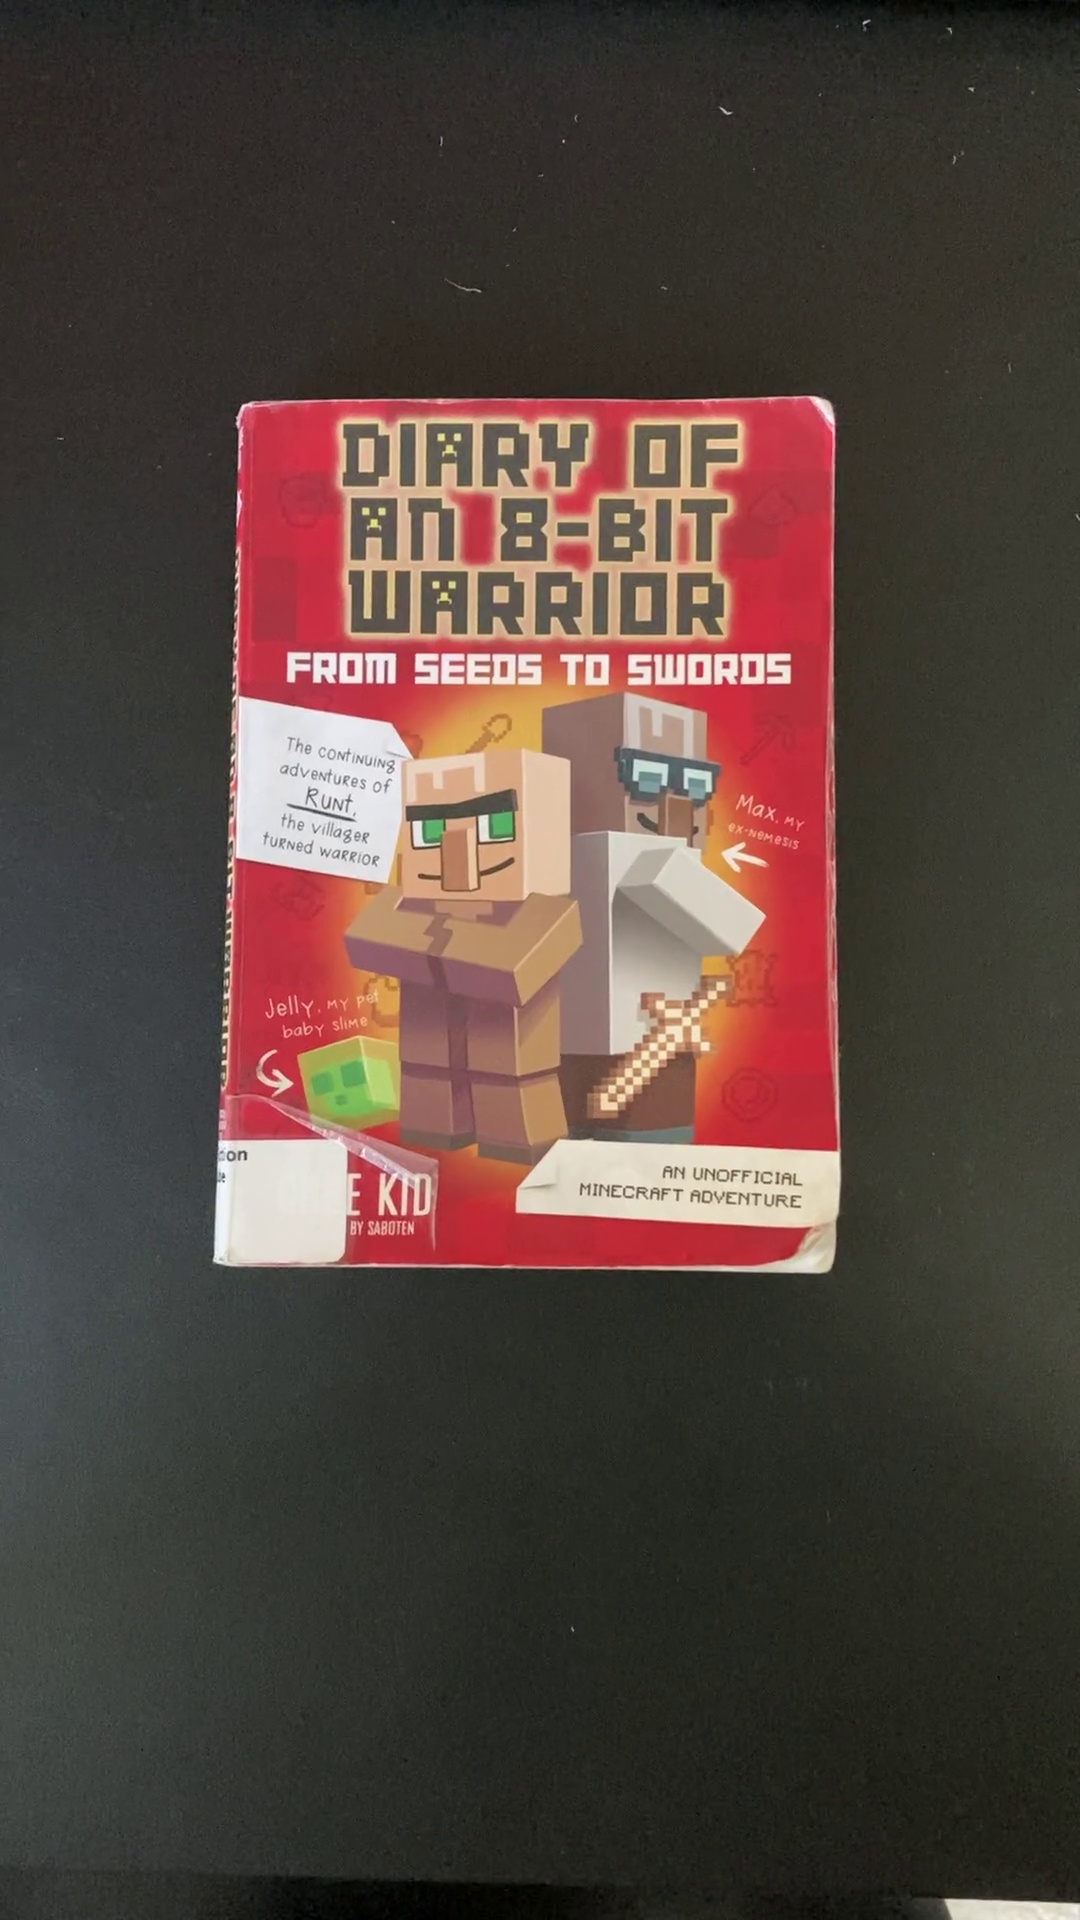 DIARY OF
AN 8-BIT
WARRIOR
FROM SEEDS TO SWORDS
The continuing
adventures of
Runt,
the villager
turned warrior
Max, my
ex-nemesis
Jelly, my pet
baby slime
KID
BY SABOTEN
AN UNOFFICIAL
MINECRAFT ADVENTURE